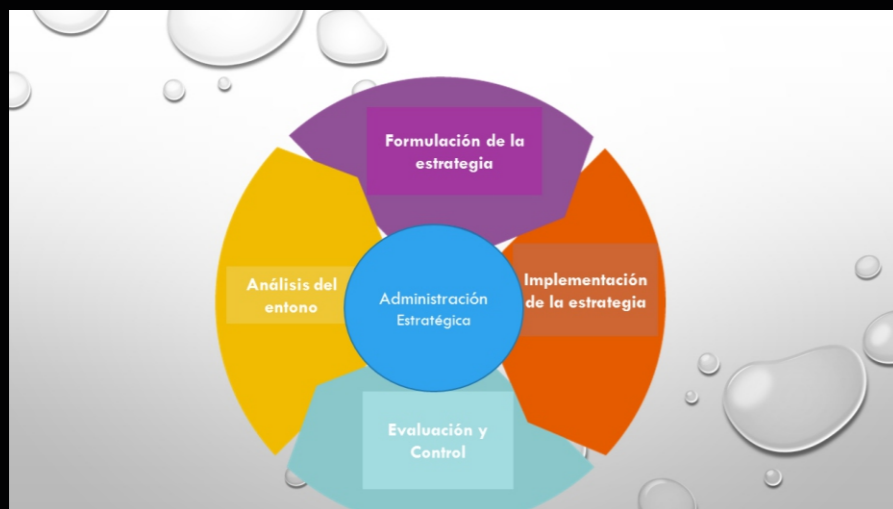 Formulación de la
estrategia
Análisis del
entono
Administración
Estratégica
Implementación
de la estrategia
Evaluación y
Control